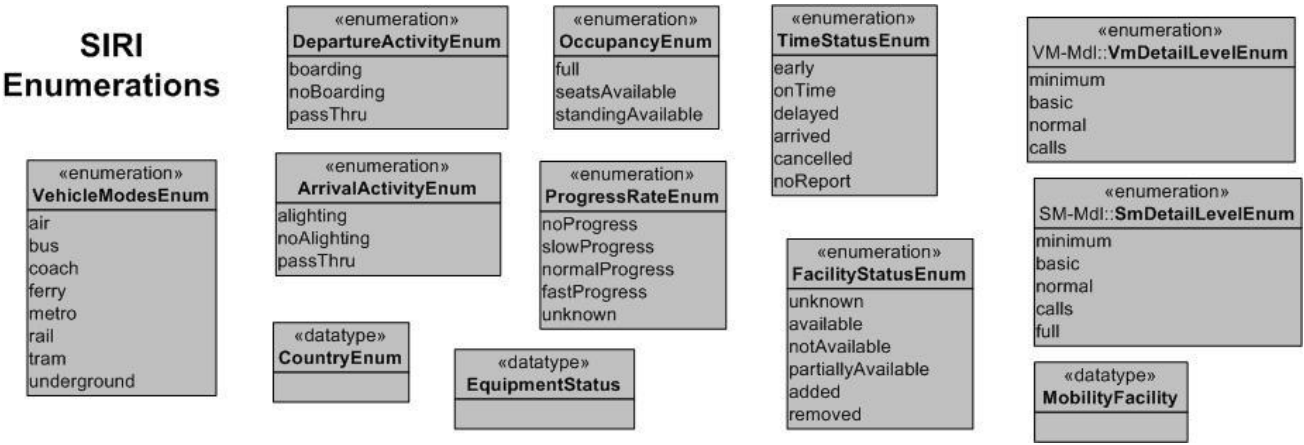 SIRI
Enumerations
«enumeration»
DepartureActivityEnum
boarding
noBoarding
passThru
«enumeration»
OccupancyEnum
full
seatsAvailable
standingAvailable
«enumeration»
TimeStatusEnum
early
onTime
delayed
arrived
cancelled
noReport
«enumeration»
VM-Mdl::VmDetailLevelEnum
minimum
basic
normal
calls
«enumeration»
VehicleModesEnum
air
bus
coach
ferry
metro
rail
tram
underground
«enumeration»
ArrivalActivityEnum
alighting
noAlighting
passThru
«enumeration»
ProgressRateEnum
noProgress
slowProgress
normalProgress
fastProgress
unknown
«enumeration»
FacilityStatusEnum
unknown
available
notAvailable
partiallyAvailable
added
removed
«enumeration»
SM-Mdl::SmDetailLevelEnum
minimum
basic
normal
calls
full
«datatype»
CountryEnum
«datatype»
EquipmentStatus
«datatype»
MobilityFacility